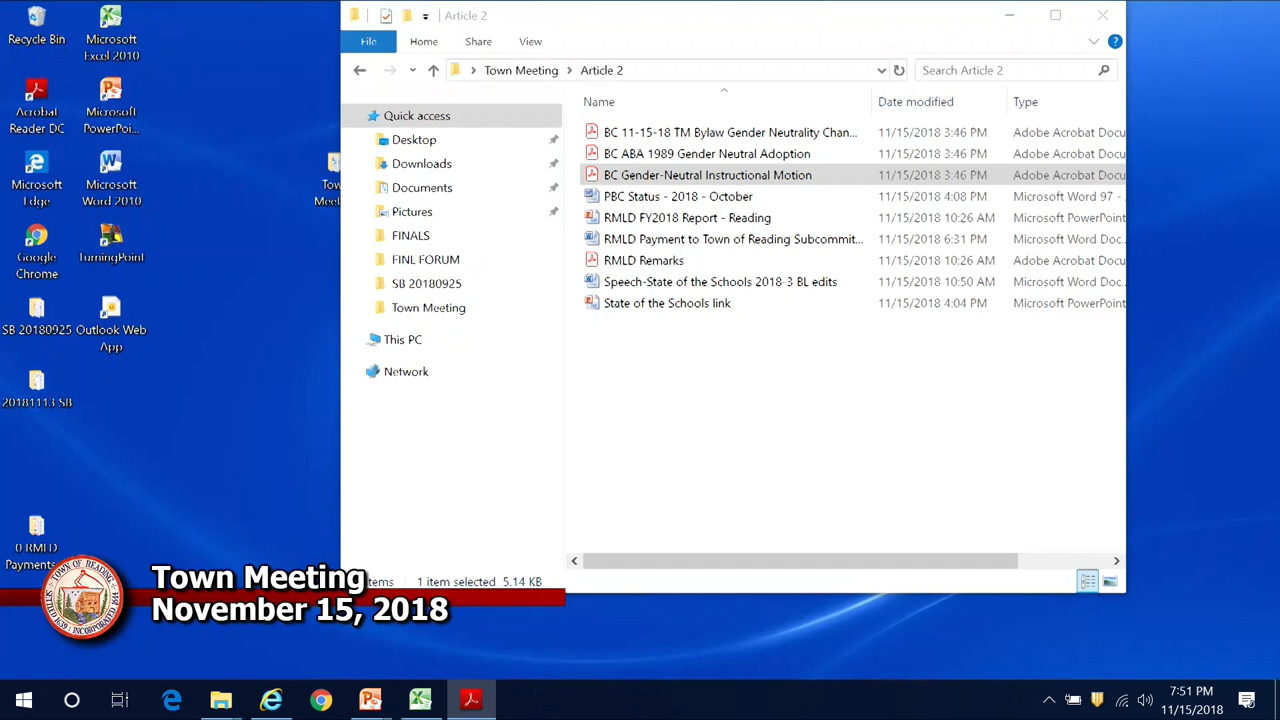 Recycle Bin
Microsoft
Excel 2010
Acrobat
Reader DC
Microsoft
PowerPoi...
Microsoft
Edge
Microsoft
Word 2010
Google
Chrome
TurningPoint
SB 20180925
Outlook Web
App
20181113 SB
0 RMLD
Payments
Tow
Meet
Article 2
File
Home
Share
View
Town Meeting
Article 2
Search Article 2
Quick access
Desktop
Downloads
Documents
Pictures
FINALS
FINL FORUM
SB 20180925
Town Meeting
This PC
Network
Name Date modified Type
BC 11-15-18 TM Bylaw Gender Neutrality Chan... 11/15/2018 3:46 PM Adobe Acrobat Docu
BC ABA 1989 Gender Neutral Adoption 11/15/2018 3:46 PM Adobe Acrobat Docu
BC Gender-Neutral Instructional Motion 11/15/2018 3:46 PM Adobe Acrobat Docu
PBC Status - 2018 - October 11/15/2018 4:08 PM Microsoft Word 97 -
RMLD FY2018 Report - Reading 11/15/2018 10:26 AM Microsoft PowerPoint
RMLD Payment to Town of Reading Subcommit... 11/15/2018 6:31 PM Microsoft Word Doc
RMLD Remarks 11/15/2018 10:26 AM Adobe Acrobat Docu
Speech-State of the Schools 2018-3 BL edits 11/15/2018 10:50 AM Microsoft Word Doc
State of the Schools link 11/15/2018 4:04 PM Microsoft PowerPoint
items 1 item selected 5.14 KB
TOWN OF READING
INCORPORATED
1639
Town Meeting
November 15, 2018
7:51 PM
11/15/2018